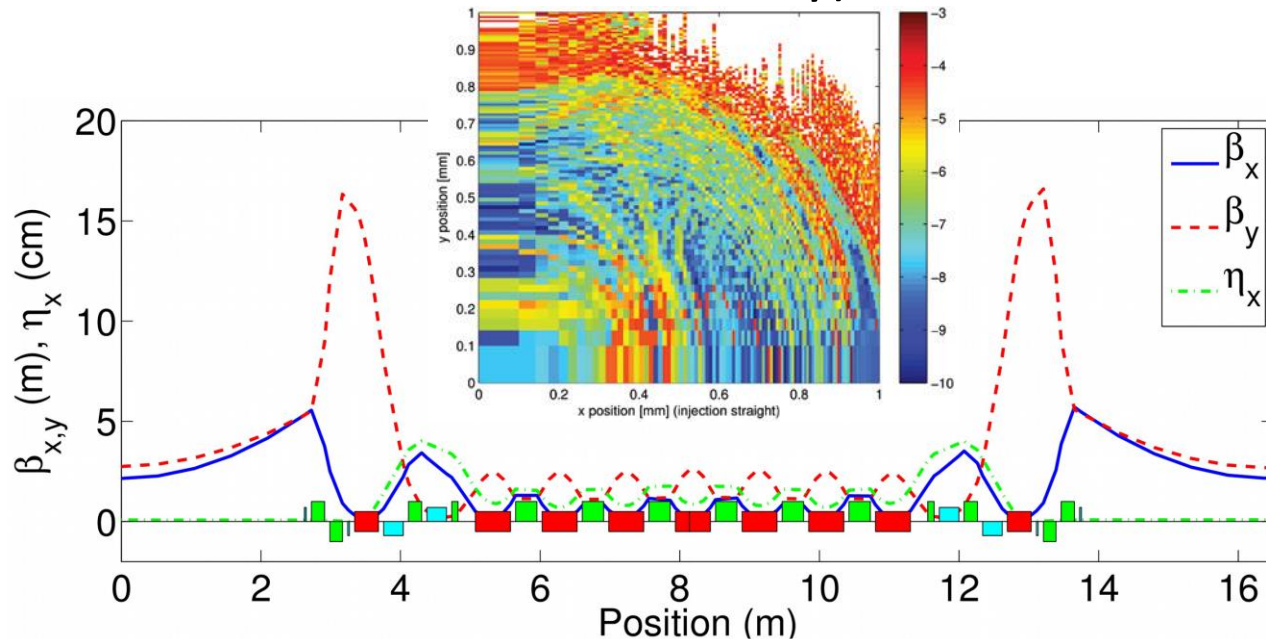 1
0.9
0.8
0.7
0.6
0.5
0.4
0.3
0.2
0.1
0
y position [mm]
0 0.2 0.4 0.6 0.8 1
x position [mm] (injection straight)
-3
-4
-5
-6
-7
-8
-9
-10
20
15
10
5
0
βx,y (m), ηx (cm)
0 2 4 6 8 10 12 14 16
Position (m)
βx
βy
ηx